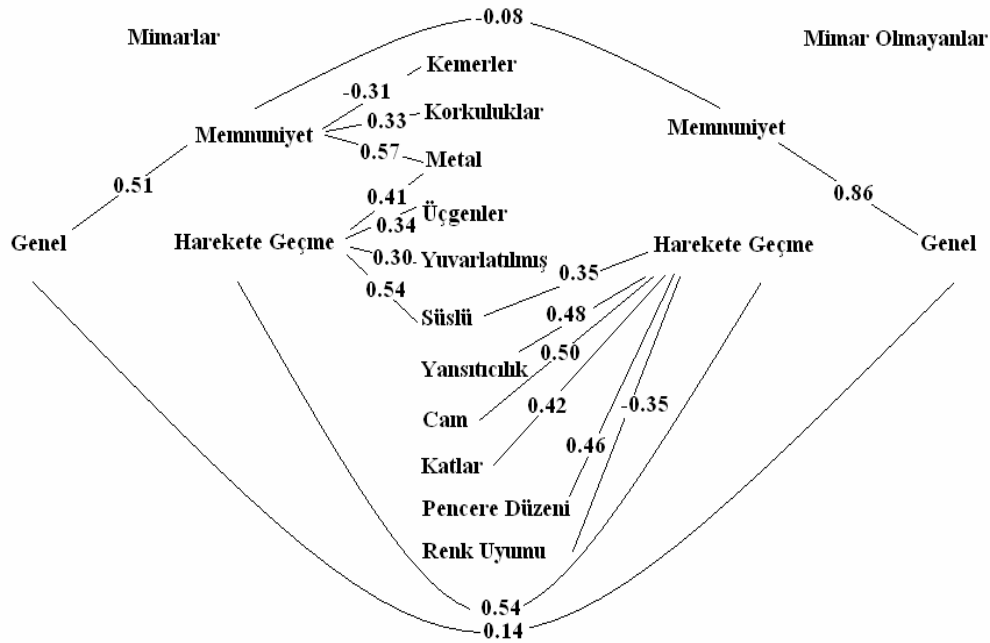 -0.08
Mimarlar
Mimar Olmayanlar
Kemerler
-0.31
Korkuluklar
0.33
Memnuniyet
Memnuniyet
0.57
Metal
0.51
0.41
0.86
Üçgenler
0.34
Genel
Harekete Geçme
Harekete Geçme
Genel
0.30
Yuvarlatılmış
0.35
0.54
Süslü
0.48
0.50
Yansıtıcılık
0.42
-0.35
Cam
0.46
Katlar
Pencere Düzeni
Renk Uyumu
0.54
0.14